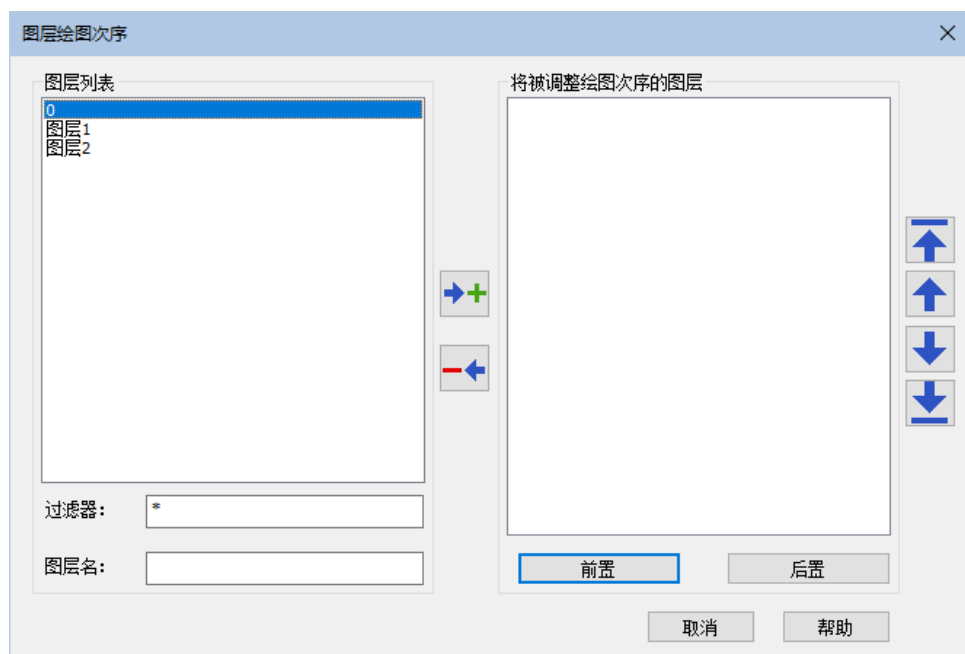 图层绘图次序
图层列表
0
图层1
图层2
过滤器：
*
图层名：
将被调整绘图次序的图层
前置
后置
取消
帮助